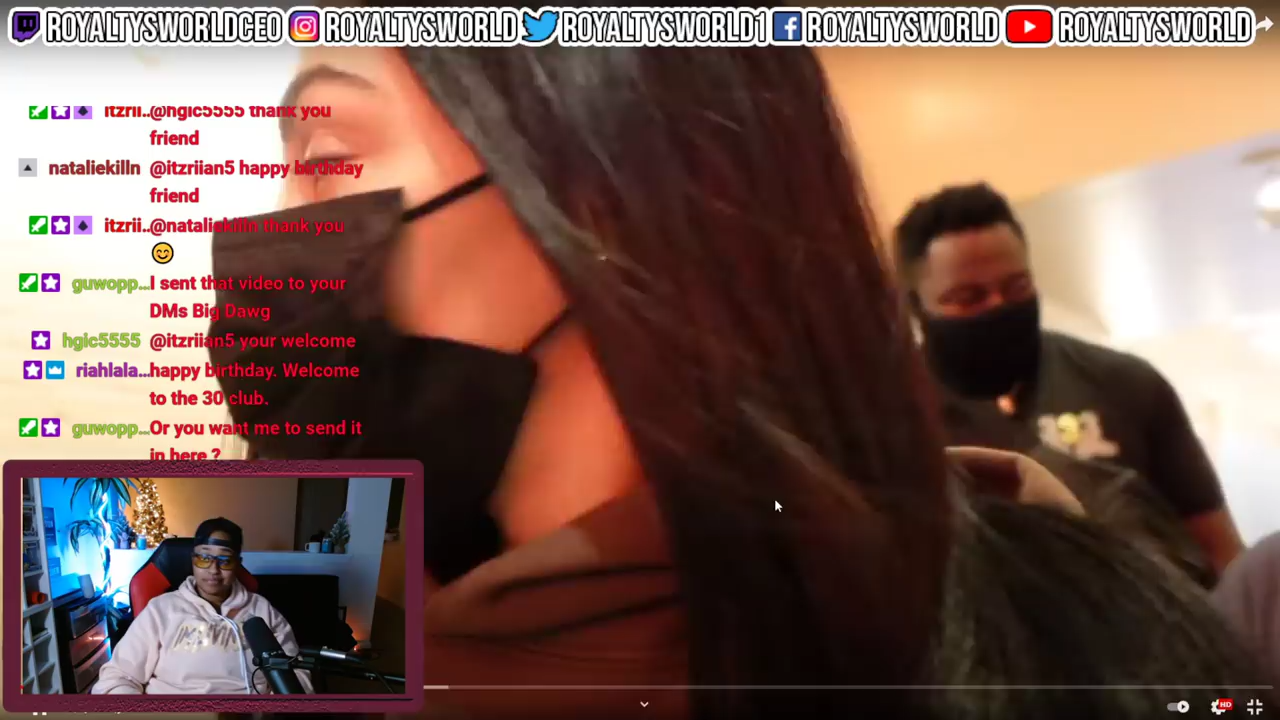 ROYALTYSWORLDCEO ROYALTYSWORLD ROYALTYSWORLD1 ROYALTYSWORLD ROYALTYSWORLD
itzrii.. @hgic5555 thank you
friend
nataliekilln @itzriian5 happy birthday
friend
itzrii.. @nataliekilln thank you
😊
guwopp... I sent that video to your
DMs Big Dawg
hgic5555 @itzriian5 your welcome
riahlala... happy birthday. Welcome
to the 30 club.
guwopp... Or you want me to send it
in here ?
HD